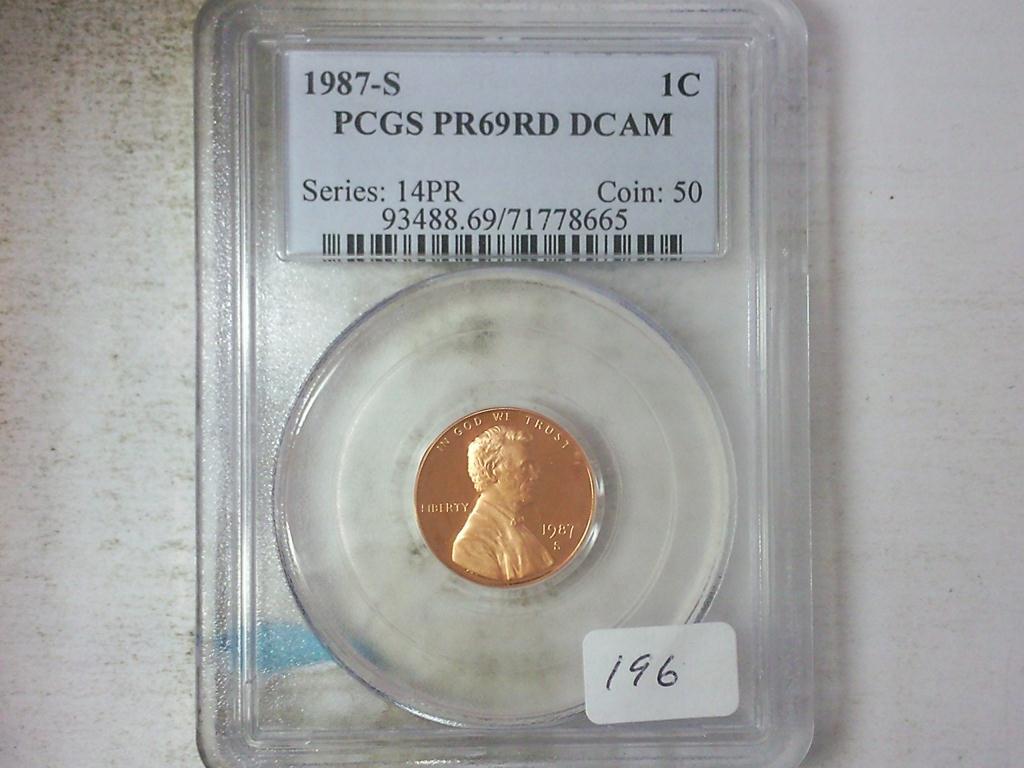 1987-S 1C
PCGS PR69RD DCAM
Series: 14PR Coin: 50
93488.69/71778665
IN GOD WE TRUST
LIBERTY
1987
S
196